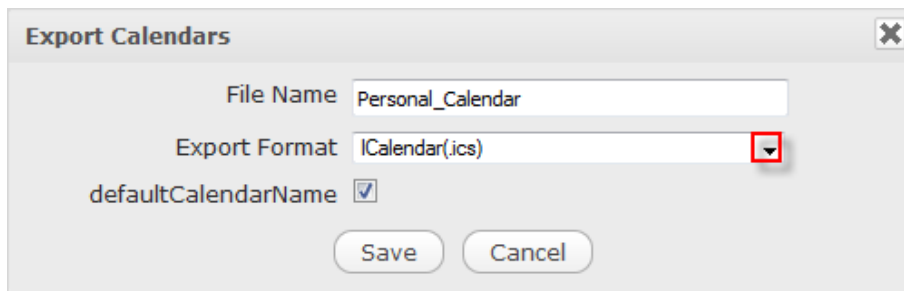 Export Calendars
File Name Personal_Calendar
Export Format ICalendar(.ics)
defaultCalendarName
Save Cancel